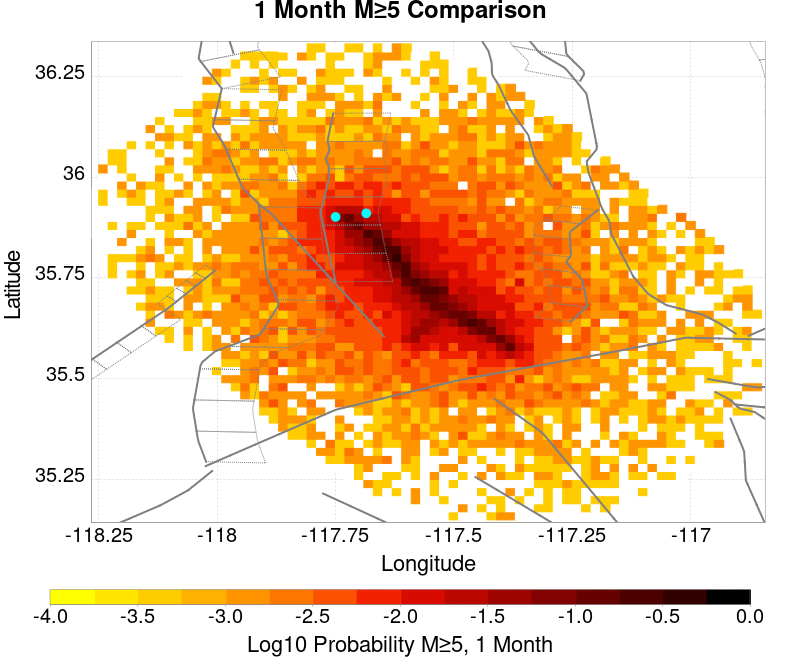 1 Month M≥5 Comparison
Latitude
36.25
36
35.75
35.5
35.25
-118.25 -118 -117.75 -117.5 -117.25 -117
Longitude
-4.0 -3.5 -3.0 -2.5 -2.0 -1.5 -1.0 -0.5 0.0
Log10 Probability M≥5, 1 Month